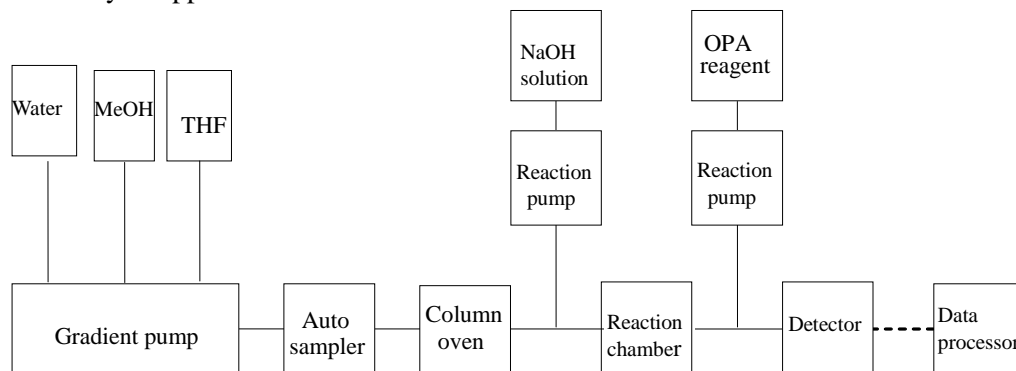 NaOH
solution
OPA
reagent
Water
MeOH
THF
Reaction
pump
Reaction
pump
Gradient pump
Auto
sampler
Column
oven
Reaction
chamber
Detector
Data
processor